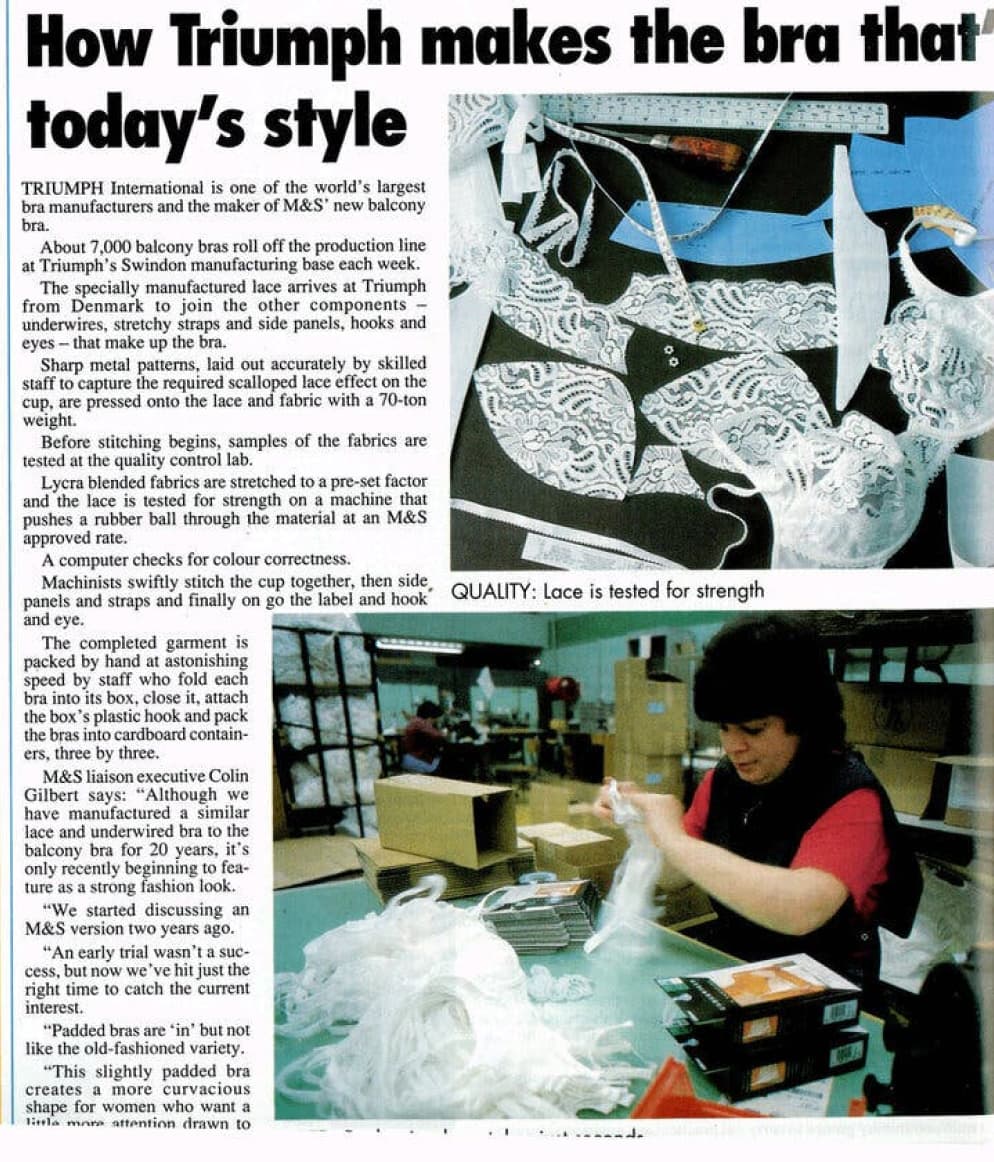 How Triumph makes the bra that
today's style
TRIUMPH International is one of the world's largest
bra manufacturers and the maker of M&S' new balcony
bra.
About 7,000 balcony bras roll off the production line
at Triumph's Swindon manufacturing base each week.
The specially manufactured lace arrives at Triumph
from Denmark to join the other components –
underwires, stretchy straps and side panels, hooks and
eyes – that make up the bra.
Sharp metal patterns, laid out accurately by skilled
staff to capture the required scalloped lace effect on the
cup, are pressed onto the lace and fabric with a 70-ton
weight.
Before stitching begins, samples of the fabrics are
tested at the quality control lab.
Lycra blended fabrics are stretched to a pre-set factor
and the lace is tested for strength on a machine that
pushes a rubber ball through the material at an M&S
approved rate.
A computer checks for colour correctness.
Machinists swiftly stitch the cup together, then side
panels and straps and finally on go the label and hook
and eye.
The completed garment is
packed by hand at astonishing
speed by staff who fold each
bra into its box, close it, attach
the box's plastic hook and pack
the bras into cardboard contain-
ers, three by three.
M&S liaison executive Colin
Gilbert says: "Although we
have manufactured a similar
lace and underwired bra to the
balcony bra for 20 years, it's
only recently beginning to fea-
ture as a strong fashion look.
"We started discussing an
M&S version two years ago.
"An early trial wasn't a suc-
cess, but now we've hit just the
right time to catch the current
interest.
"Padded bras are 'in' but not
like the old-fashioned variety.
"This slightly padded bra
creates a more curvacious
shape for women who want a
little more attention drawn to
QUALITY: Lace is tested for strength